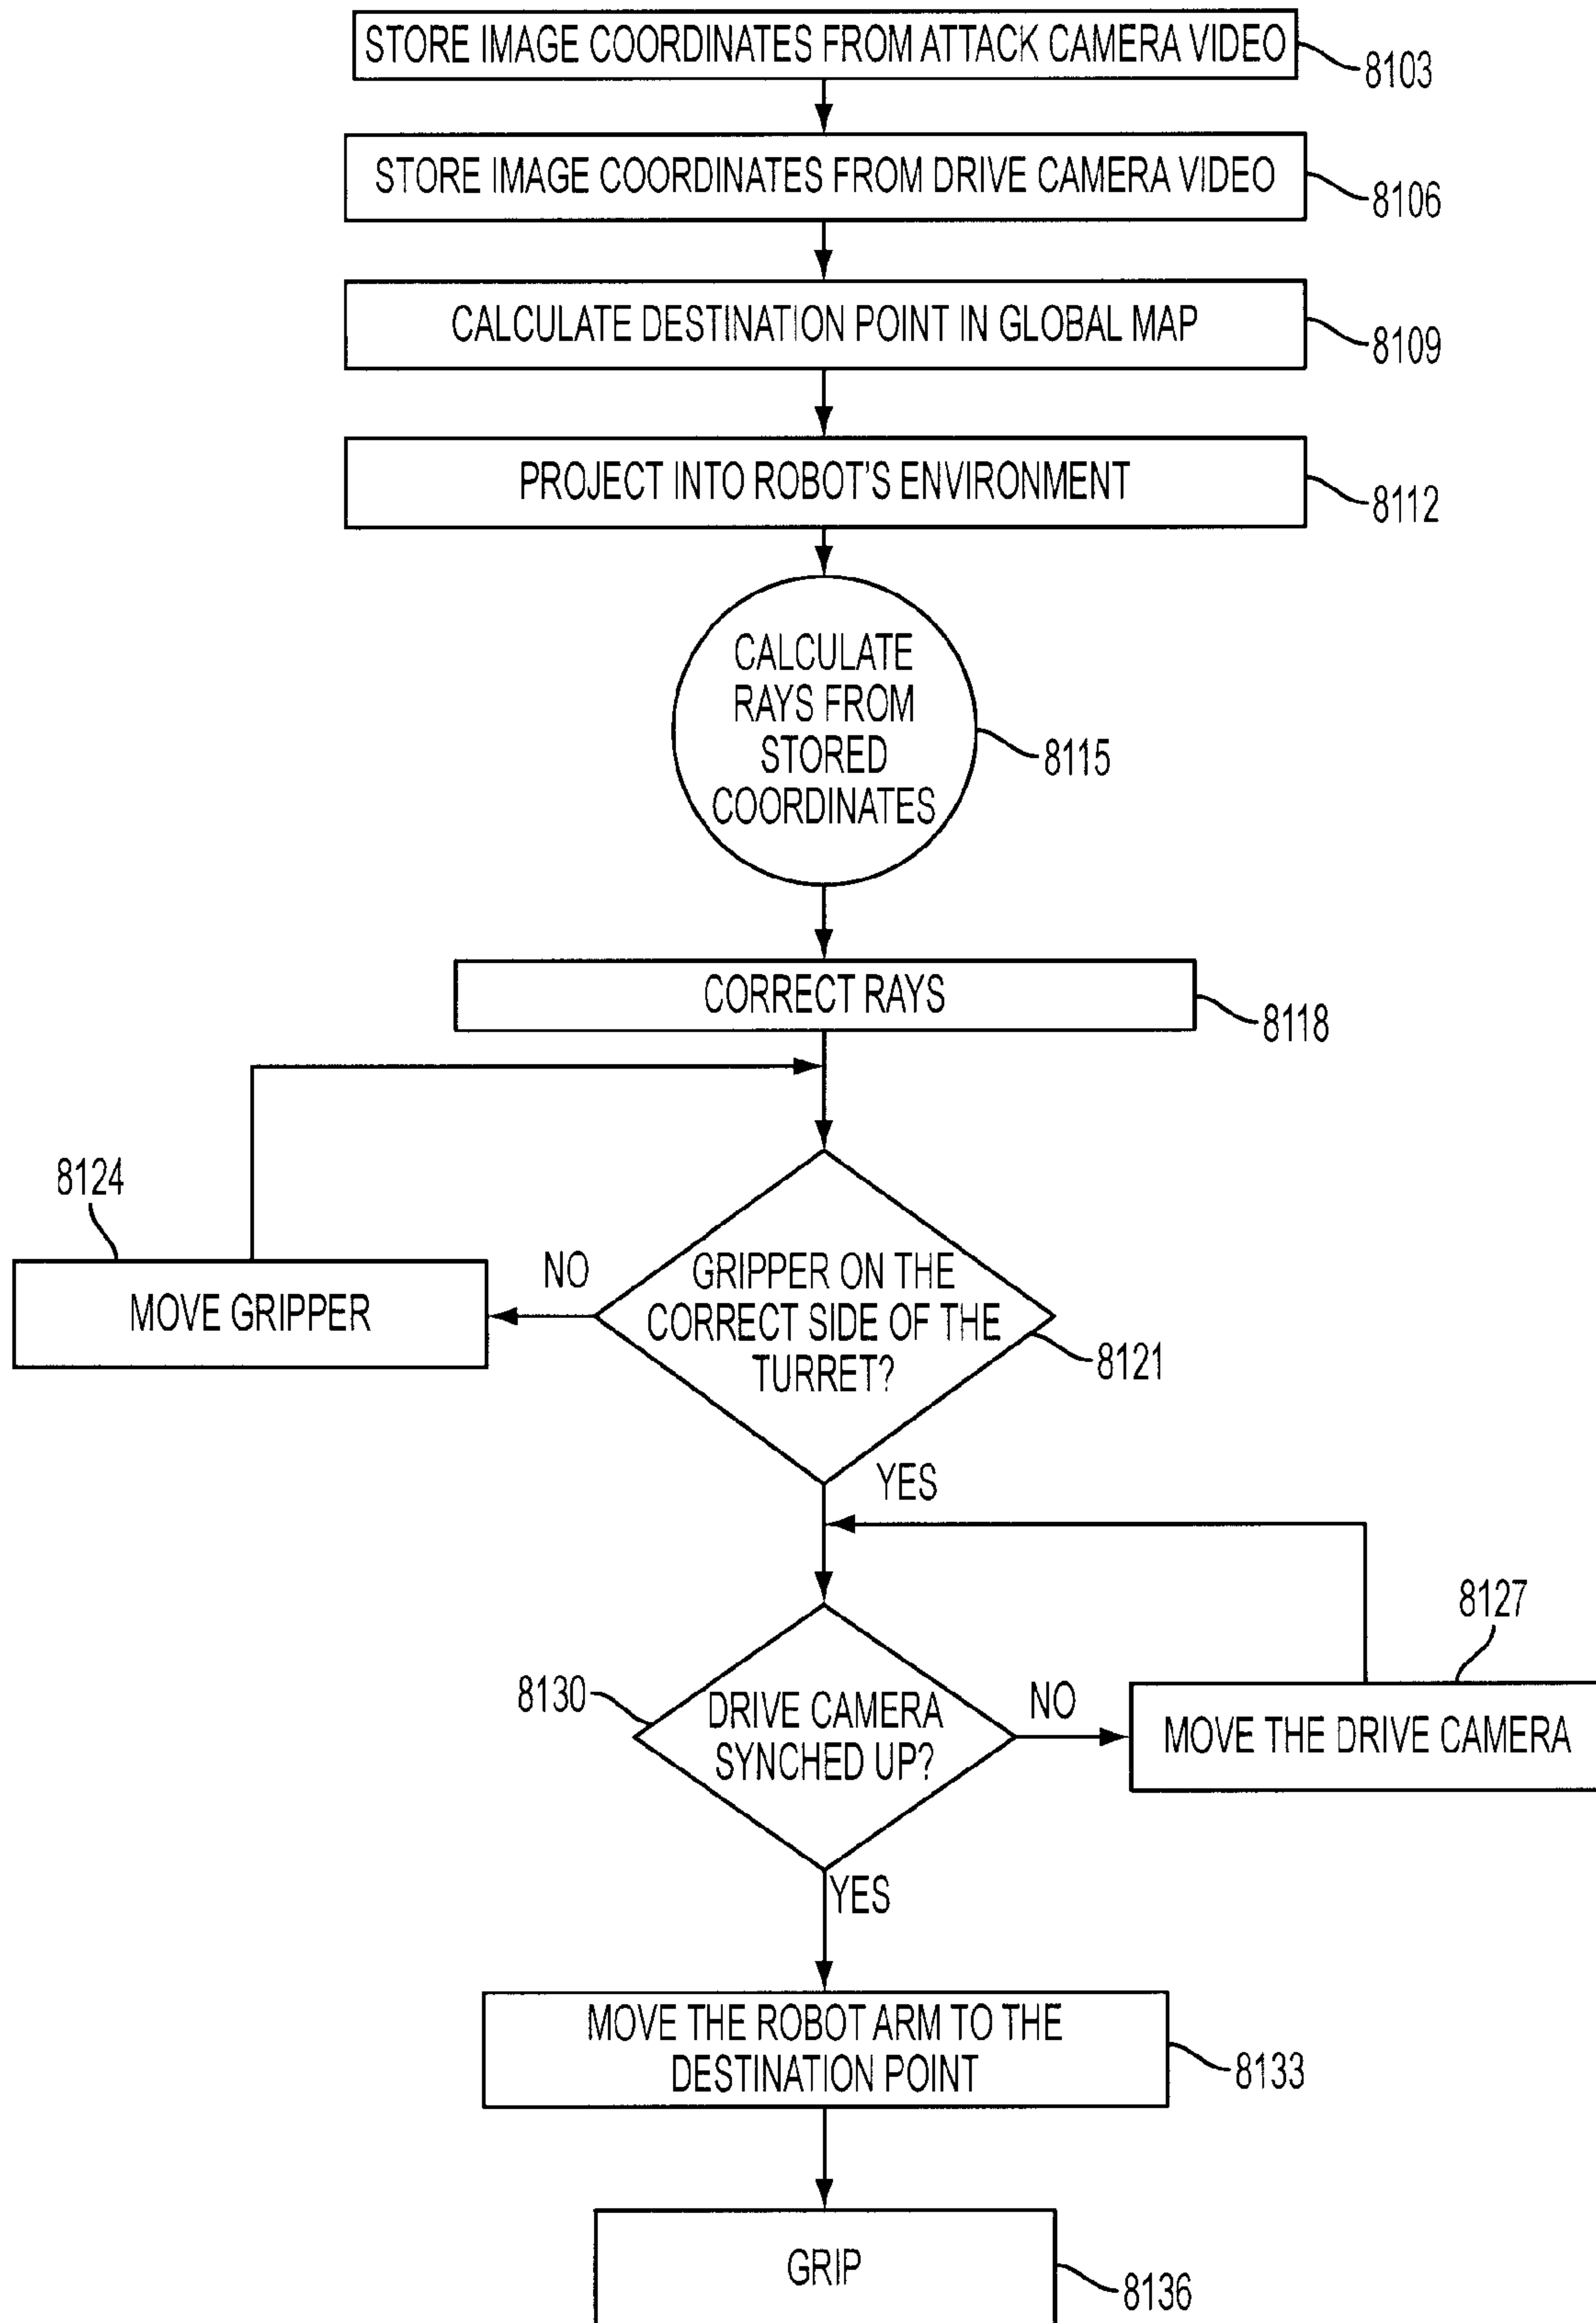 STORE IMAGE COORDINATES FROM ATTACK CAMERA VIDEO
8103
STORE IMAGE COORDINATES FROM DRIVE CAMERA VIDEO
8106
CALCULATE DESTINATION POINT IN GLOBAL MAP
8109
PROJECT INTO ROBOT'S ENVIRONMENT
8112
CALCULATE
RAYS FROM
STORED
COORDINATES
8115
CORRECT RAYS
8118
8124
MOVE GRIPPER
NO
GRIPPER ON THE
CORRECT SIDE OF THE
TURRET?
8121
YES
8127
8130
DRIVE CAMERA
SYNCHED UP?
NO
MOVE THE DRIVE CAMERA
YES
MOVE THE ROBOT ARM TO THE
DESTINATION POINT
8133
GRIP
8136